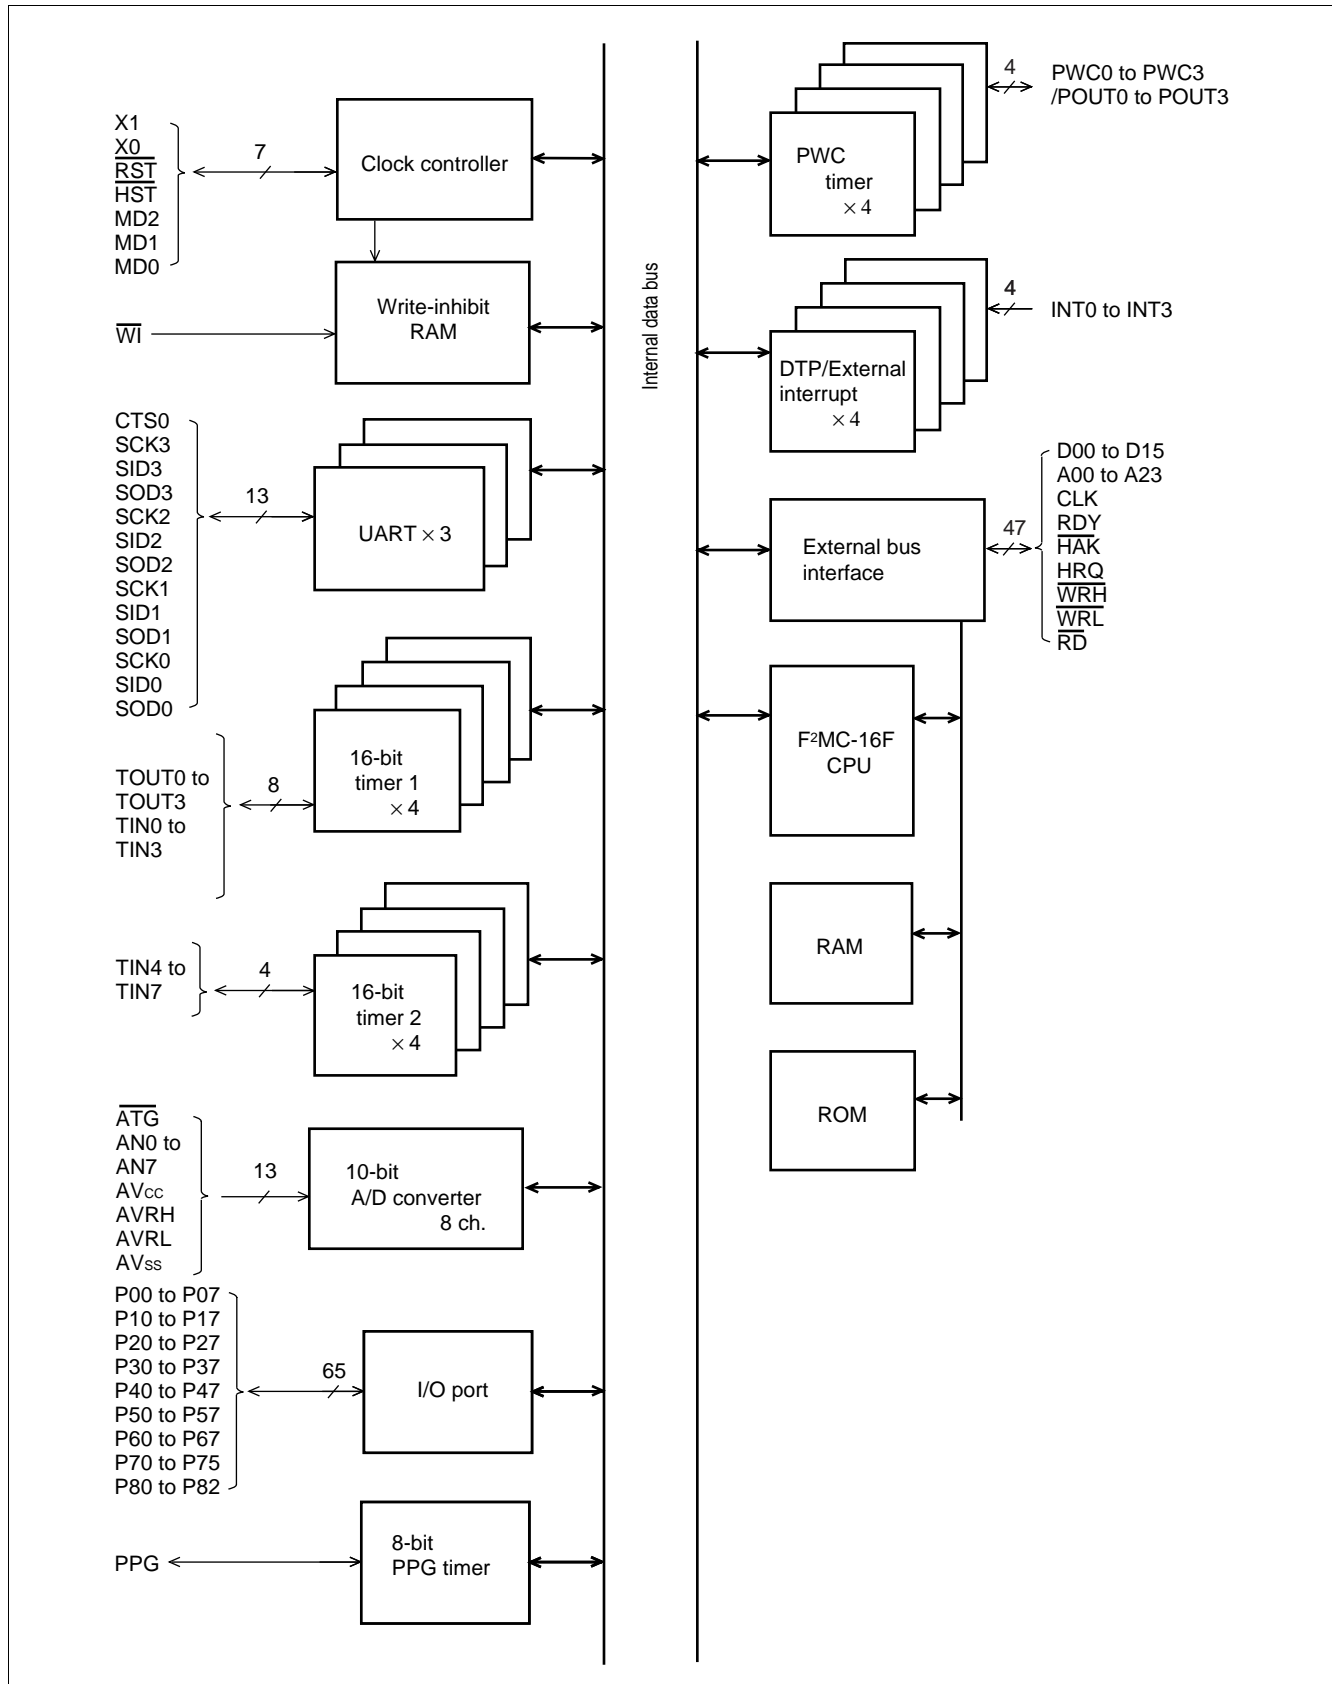 X1
X0
RST
HST
MD2
MD1
MD0
7
Clock controller
WI
Write-inhibit
RAM
CTS0
SCK3
SID3
SOD3
SCK2
SID2
SOD2
SCK1
SID1
SOD1
SCK0
SID0
SOD0
13
UART × 3
TOUT0 to
TOUT3
TIN0 to
TIN3
8
16-bit
timer 1
× 4
TIN4 to
TIN7
4
16-bit
timer 2
× 4
ATG
AN0 to
AN7
AVCC
AVRH
AVRL
AVSS
13
10-bit
A/D converter
8 ch.
P00 to P07
P10 to P17
P20 to P27
P30 to P37
P40 to P47
P50 to P57
P60 to P67
P70 to P75
P80 to P82
65
I/O port
PPG
8-bit
PPG timer
Internal data bus
PWC
timer
× 4
4
PWC0 to PWC3
/POUT0 to POUT3
DTP/External
interrupt
× 4
4
INT0 to INT3
External bus
interface
47
D00 to D15
A00 to A23
CLK
RDY
HAK
HRQ
WRH
WRL
RD
F²MC-16F
CPU
RAM
ROM